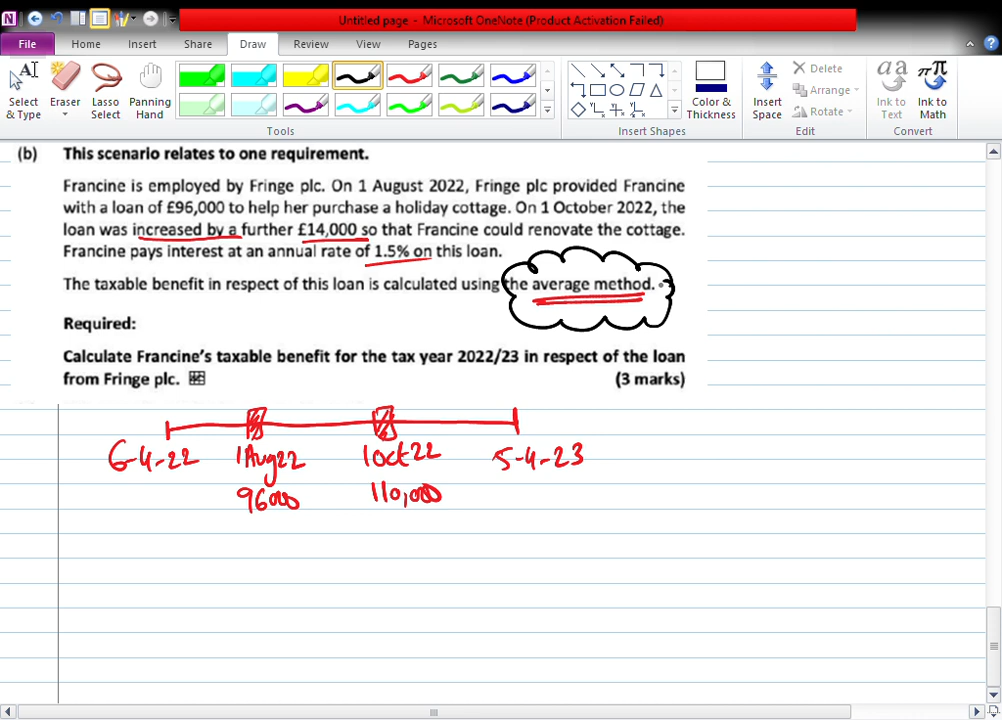 Untitled page - Microsoft OneNote (Product Activation Failed)
File Home Insert Share Draw Review View Pages
Select & Type
Eraser
Lasso Select
Panning Hand
Color & Thickness
Insert Space
Delete
Arrange
Rotate
Ink to Text
Ink to Math
Tools Insert Shapes Edit Convert
(b) This scenario relates to one requirement.
Francine is employed by Fringe plc. On 1 August 2022, Fringe plc provided Francine
with a loan of £96,000 to help her purchase a holiday cottage. On 1 October 2022, the
loan was increased by a further £14,000 so that Francine could renovate the cottage.
Francine pays interest at an annual rate of 1.5% on this loan.
The taxable benefit in respect of this loan is calculated using the average method.
Required:
Calculate Francine's taxable benefit for the tax year 2022/23 in respect of the loan
from Fringe plc. (3 marks)
6-4-22 1Aug22 1Oct22 5-4-23
96000 110,000